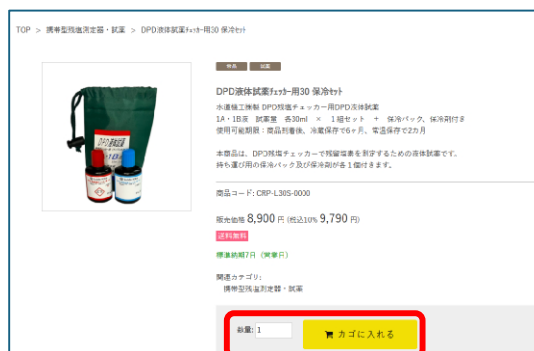 TOP > 携帯型残塩測定器・試薬 > DPD液体試薬ﾁｪｯｶｰ用30 保冷ｾｯﾄ
試薬
DPD液体試薬ﾁｪｯｶｰ用30 保冷ｾｯﾄ
水道機工㈱製 DPD残塩チェッカー用DPD液体試薬
1A・1B液 試薬量 各30ml × 1組セット + 保冷パック、保冷剤付き
使用可能期限：商品到着後、冷蔵保存で6ヶ月、常温保存で2カ月
本商品は、DPD残塩チェッカーで残留塩素を測定するための液体試薬です。
持ち運び用の保冷パック及び保冷剤が各1個付きます。
商品コード: CRP-L30S-0000
販売価格 8,900 円 (税込10% 9,790 円)
送料無料
標準納期7日（営業日）
関連カテゴリ:
携帯型残塩測定器・試薬
数量: 1
カゴに入れる
DPD液体試薬